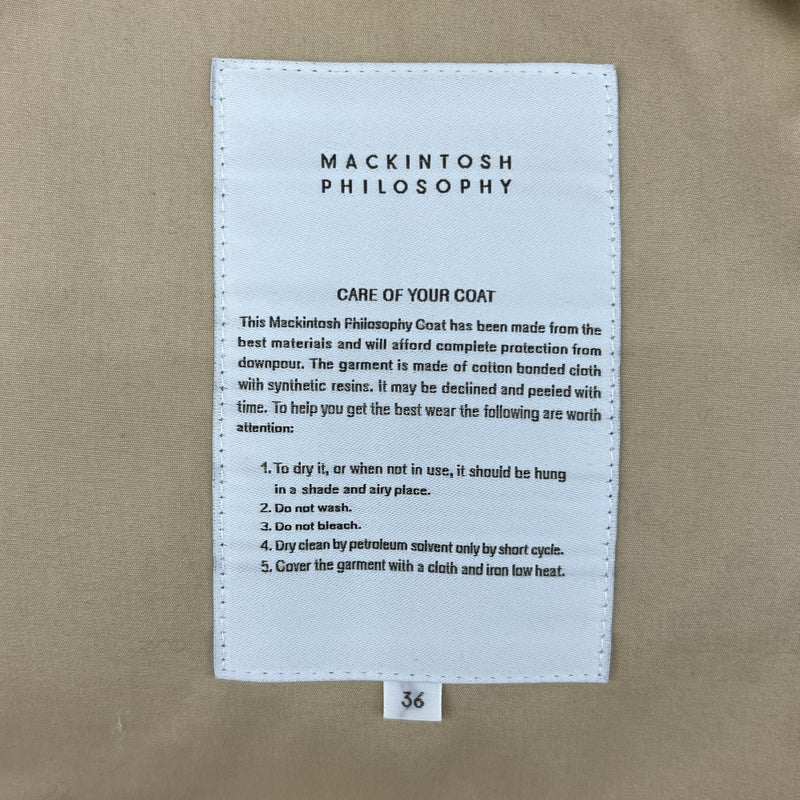 MACKINTOSH
PHILOSOPHY
CARE OF YOUR COAT
This Mackintosh Philosophy Coat has been made from the
best materials and will afford complete protection from
downpour. The garment is made of cotton bonded cloth
with synthetic resins. It may be declined and peeled with
time. To help you get the best wear the following are worth
attention:
1. To dry it, or when not in use, it should be hung
in a shade and airy place.
2. Do not wash.
3. Do not bleach.
4. Dry clean by petroleum solvent only by short cycle.
5. Cover the garment with a cloth and iron low heat.
36